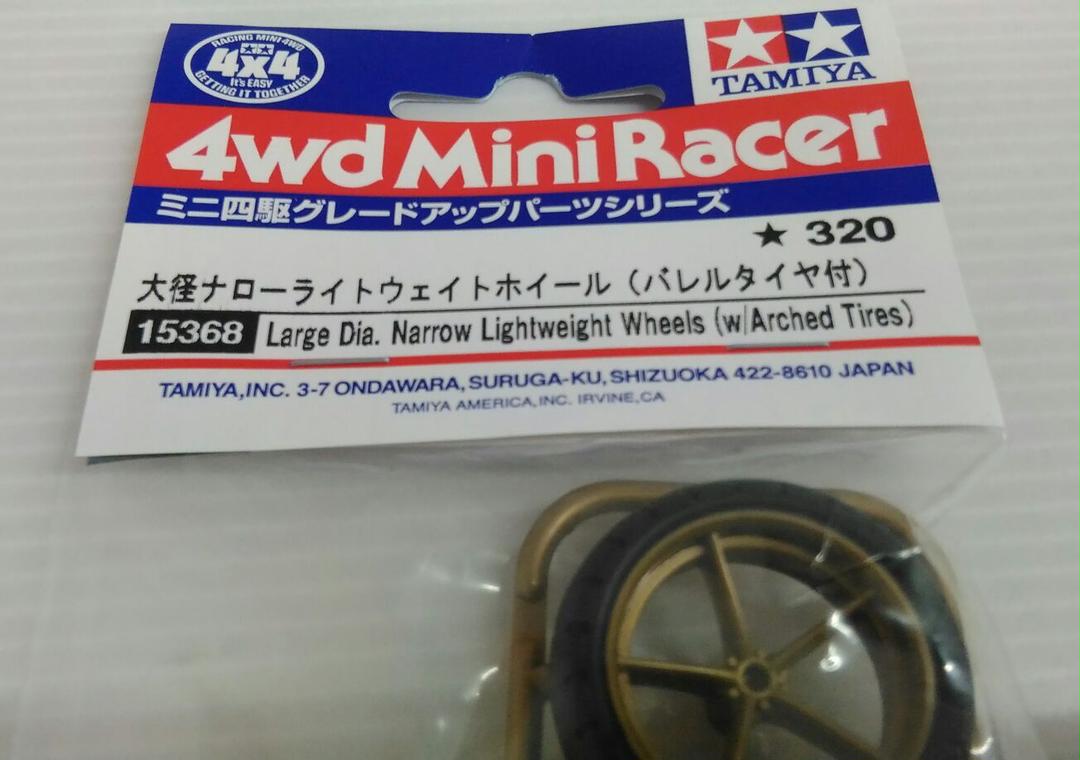 RACING MINI 4WD
4x4
It's EASY
GETTING IT TOGETHER
TAMIYA
4wd Mini Racer
ミニ四駆グレードアップパーツシリーズ
★ 320
大径ナローライトウェイトホイール（バレルタイヤ付）
15368 Large Dia. Narrow Lightweight Wheels (w/Arched Tires)
TAMIYA,INC. 3-7 ONDAWARA, SURUGA-KU, SHIZUOKA 422-8610 JAPAN
TAMIYA AMERICA,INC. IRVINE,CA